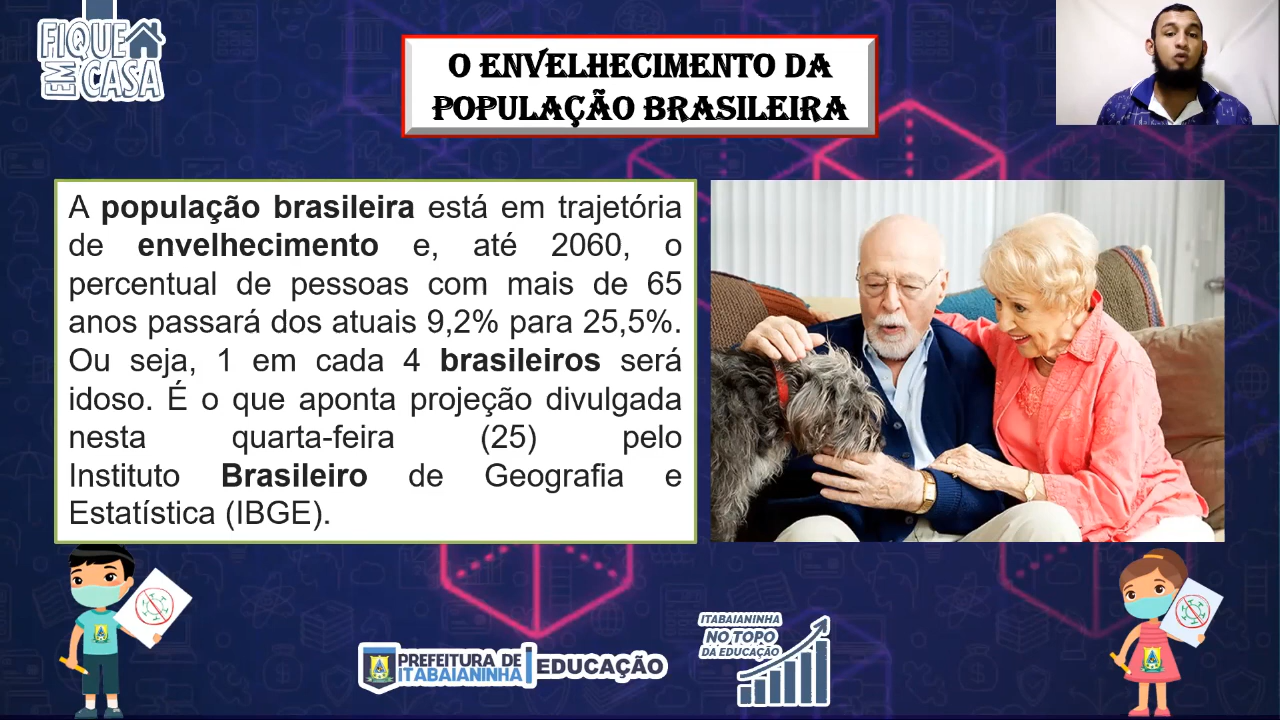 FIQUE
EM CASA
O ENVELHECIMENTO DA
POPULAÇÃO BRASILEIRA
A população brasileira está em trajetória
de envelhecimento e, até 2060, o
percentual de pessoas com mais de 65
anos passará dos atuais 9,2% para 25,5%.
Ou seja, 1 em cada 4 brasileiros será
idoso. É o que aponta projeção divulgada
nesta quarta-feira (25) pelo
Instituto Brasileiro de Geografia e
Estatística (IBGE).
PREFEITURA DE
ITABAIANINHA
EDUCAÇÃO
ITABAIANINHA
NO TOPO
DA EDUCAÇÃO